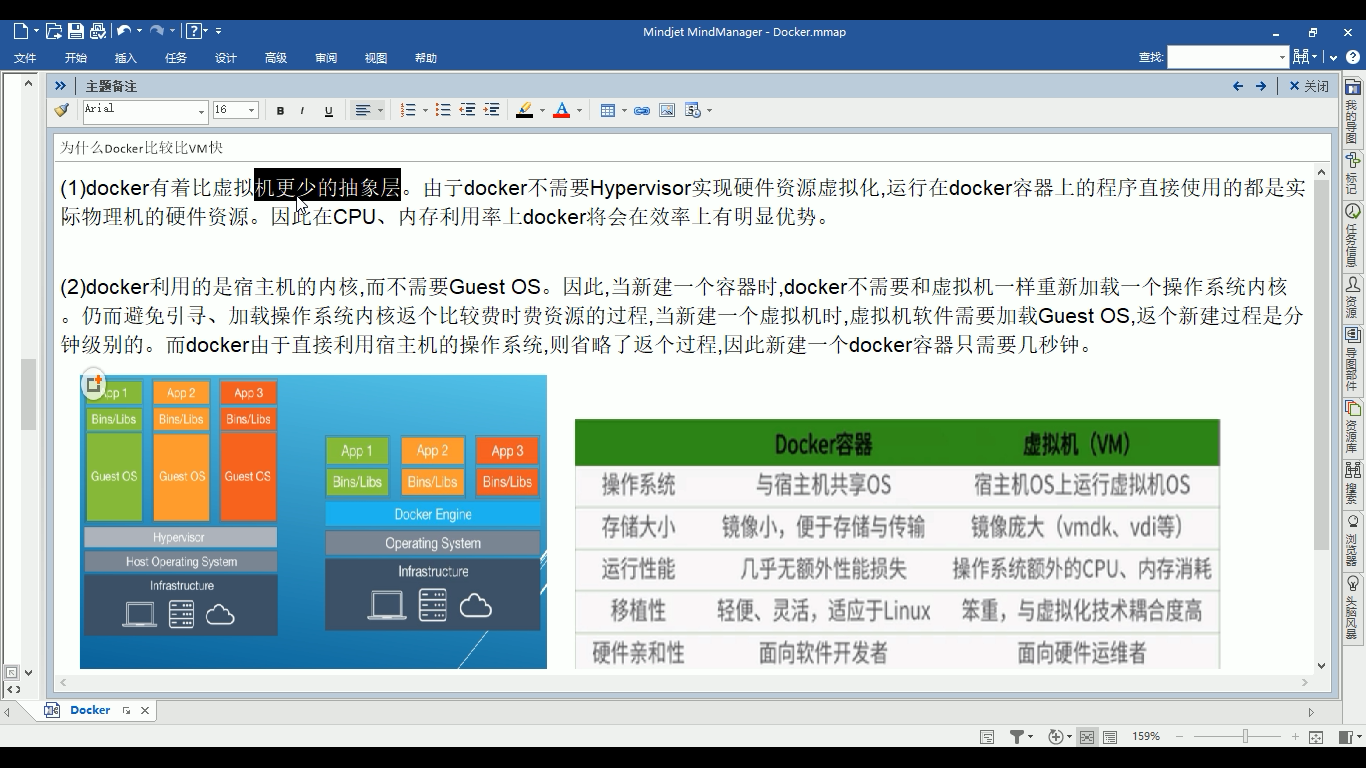 Mindjet MindManager - Docker.mmap
文件 开始 插入 任务 设计 高级 审阅 视图 帮助 查找:
主题备注 关闭
Arial 16 B I U
为什么Docker比较比VM快
(1)docker有着比虚拟机更少的抽象层。由亍docker不需要Hypervisor实现硬件资源虚拟化,运行在docker容器上的程序直接使用的都是实
际物理机的硬件资源。因此在CPU、内存利用率上docker将会在效率上有明显优势。
(2)docker利用的是宿主机的内核,而不需要Guest OS。因此,当新建一个容器时,docker不需要和虚拟机一样重新加载一个操作系统内核
。仍而避免引寻、加载操作系统内核返个比较费时费资源的过程,当新建一个虚拟机时,虚拟机软件需要加载Guest OS,返个新建过程是分
钟级别的。而docker由于直接利用宿主机的操作系统,则省略了返个过程,因此新建一个docker容器只需要几秒钟。
App 1 App 2 App 3
Bins/Libs Bins/Libs Bins/Libs
Guest OS Guest OS Guest OS
Hypervisor
Host Operating System
Infrastructure
App 1 App 2 App 3
Bins/Libs Bins/Libs Bins/Libs
Docker Engine
Operating System
Infrastructure
Docker容器 虚拟机（VM）
操作系统 与宿主机共享OS 宿主机OS上运行虚拟机OS
存储大小 镜像小，便于存储与传输 镜像庞大（vmdk、vdi等）
运行性能 几乎无额外性能损失 操作系统额外的CPU、内存消耗
移植性 轻便、灵活，适应于Linux 笨重，与虚拟化技术耦合度高
硬件亲和性 面向软件开发者 面向硬件运维者
我的导图
标记
任务信息
资源
导图部件
资源库
搜索
浏览器
头脑风暴
Docker
159%